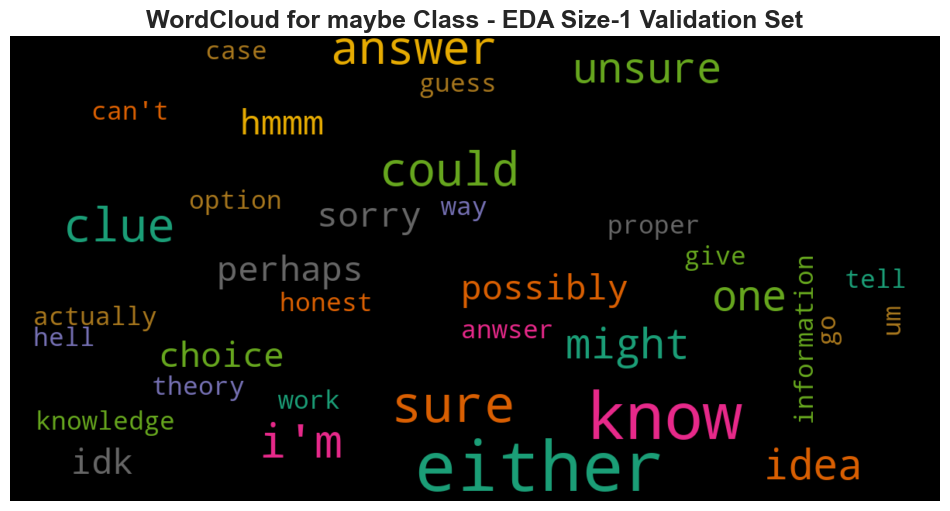 WordCloud for maybe Class - EDA Size-1 Validation Set
case
answer
unsure
guess
can't
hmmm
could
option
sorry
way
clue
proper
perhaps
give
tell
possibly
one
information
honest
actually
um
go
anwser
might
hell
choice
theory
work
sure
know
knowledge
i'm
idk
either
idea